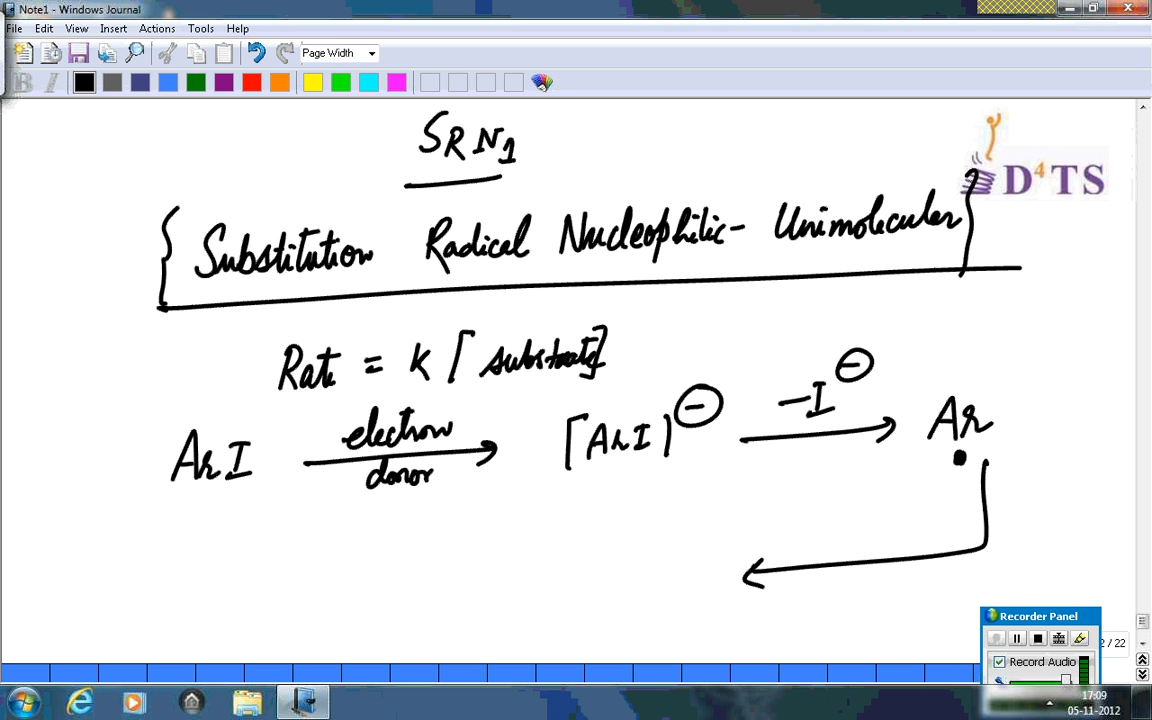 Note1 - Windows Journal
File Edit View Insert Actions Tools Help
Page Width
B I
SRN1
D4TS
{Substitution Radical Nucleophilic- Unimolecular}
Rate = K [substrate]
ArI electron donor [ArI]⊖ -I⊖ Ar•
Recorder Panel
2 / 22
Record Audio
17:09
05-11-2012